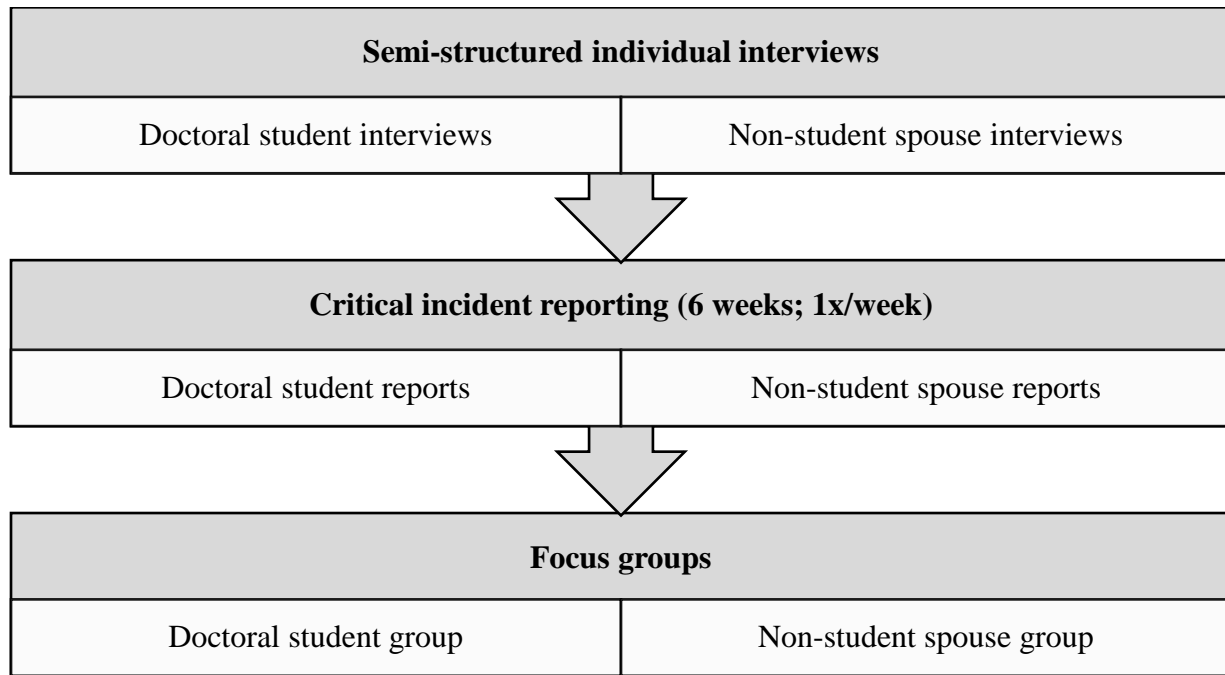 Semi-structured individual interviews
Doctoral student interviews
Non-student spouse interviews
Critical incident reporting (6 weeks; 1x/week)
Doctoral student reports
Non-student spouse reports
Focus groups
Doctoral student group
Non-student spouse group